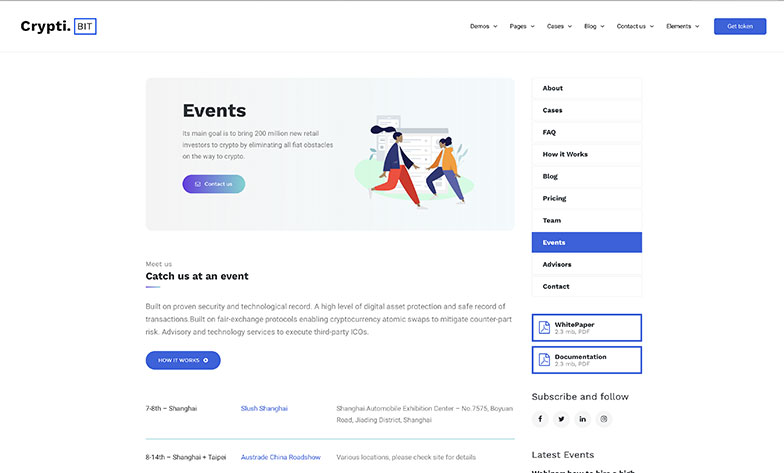 Crypti. BIT
Demos Pages Cases Blog Contact us Elements Get token
Events
Its main goal is to bring 200 million new retail
investors to crypto by eliminating all fiat obstacles
on the way to crypto.
Contact us
Meet us
Catch us at an event
Built on proven security and technological record. A high level of digital asset protection and safe record of
transactions.Built on fair-exchange protocols enabling cryptocurrency atomic swaps to mitigate counter-part
risk. Advisory and technology services to execute third-party ICOs.
HOW IT WORKS
7-8th – Shanghai Slush Shanghai Shanghai Automobile Exhibition Center – No.7575, Boyuan
Road, Jiading District, Shanghai
8-14th – Shanghai + Taipei Austrade China Roadshow Various locations, please check site for details
About
Cases
FAQ
How it Works
Blog
Pricing
Team
Events
Advisors
Contact
WhitePaper
2.3 mb, PDF
Documentation
2.3 mb, PDF
Subscribe and follow
Latest Events
Webinar: how to hire a high